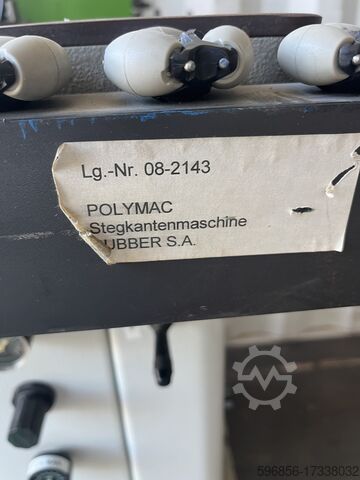 Lg.-Nr. 08-2143
POLYMAC
Stegkantenmaschine
UBBER S.A.
596856-17338032